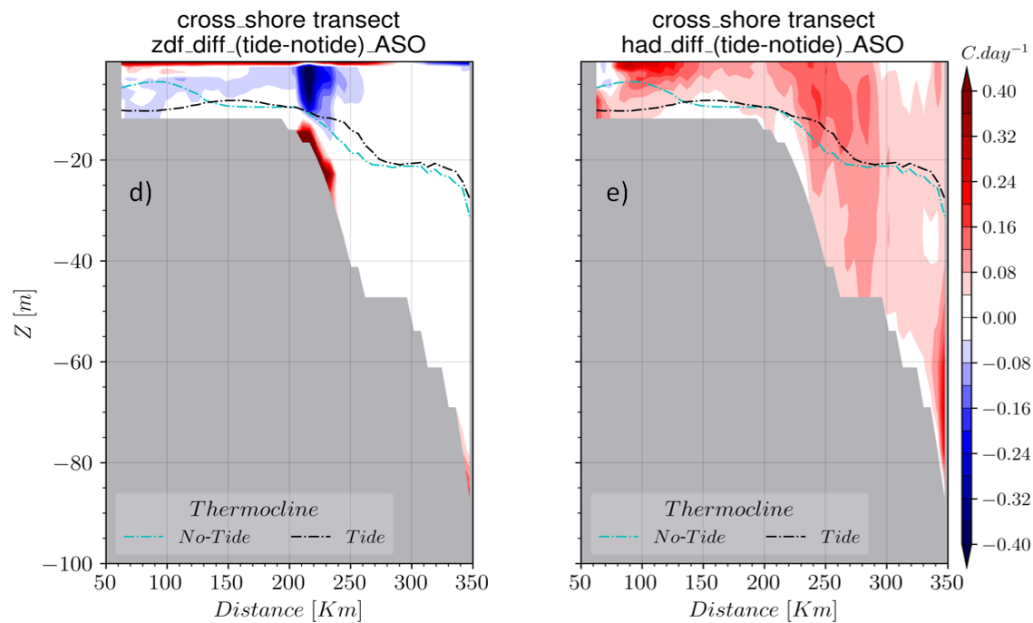 cross_shore transect
zdf_diff_(tide-notide)_ASO
Z [m]
−20
−40
−60
−80
−100
d)
Thermocline
No-Tide Tide
50 100 150 200 250 300 350
Distance [Km]
cross_shore transect
had_diff_(tide-notide)_ASO
e)
Thermocline
No-Tide Tide
50 100 150 200 250 300 350
Distance [Km]
C.day⁻¹
0.40
0.32
0.24
0.16
0.08
0.00
−0.08
−0.16
−0.24
−0.32
−0.40